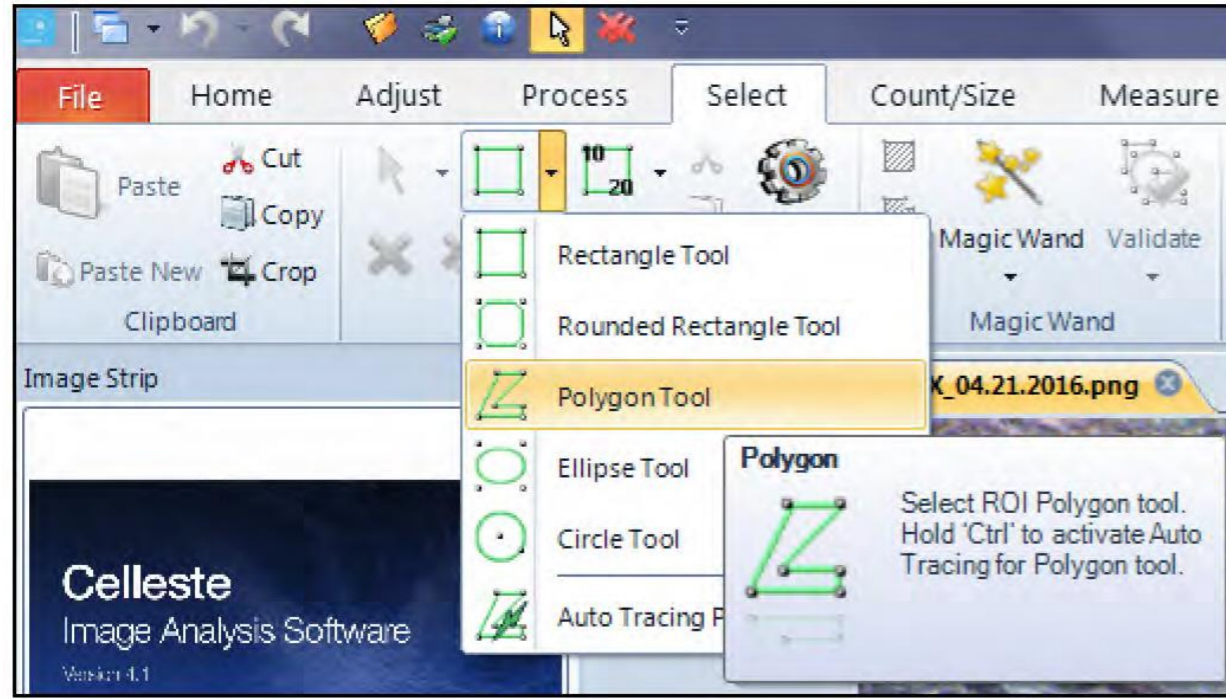 File Home Adjust Process Select Count/Size Measure
Paste
Cut
Copy
Paste New
Crop
Clipboard
10
20
Magic Wand
Validate
Magic Wand
Rectangle Tool
Rounded Rectangle Tool
Polygon Tool
Ellipse Tool
Circle Tool
Auto Tracing
Image Strip
X_04.21.2016.png
Polygon
Select ROI Polygon tool.
Hold 'Ctrl' to activate Auto
Tracing for Polygon tool.
Celleste
Image Analysis Software
Version 4.1